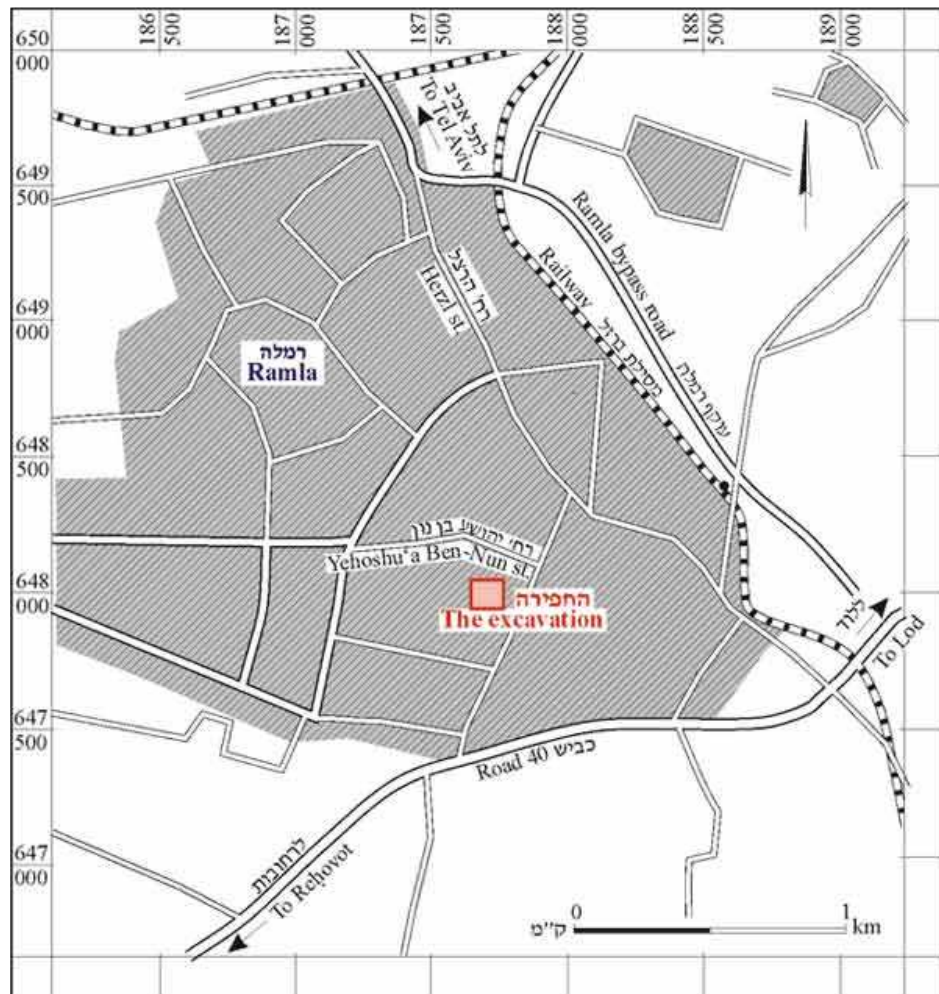 186
500
187
000
187
500
188
000
188
500
189
000
650
000
649
500
649
000
648
500
648
000
647
500
647
000
לתל אביב
To Tel Aviv
רח' הרצל
Herzl st.
Ramla bypass road
עוקף רמלה
Railway
מסילת ברזל
רמלה
Ramla
רח' יהושע בן נון
Yehoshu‘a Ben-Nun st.
החפירה
The excavation
ללוד
To Lod
Road 40 כביש
לרחובות
To Reḥovot
0
1
ק"מ
km